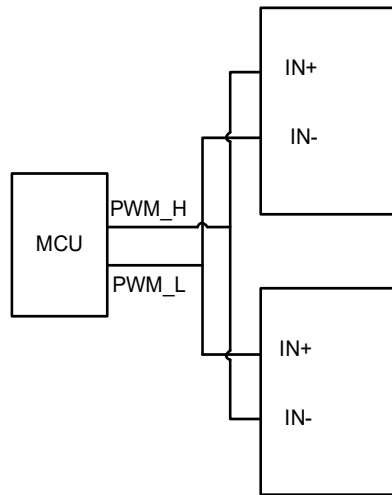 IN+
IN-
PWM_H
MCU
PWM_L
IN+
IN-